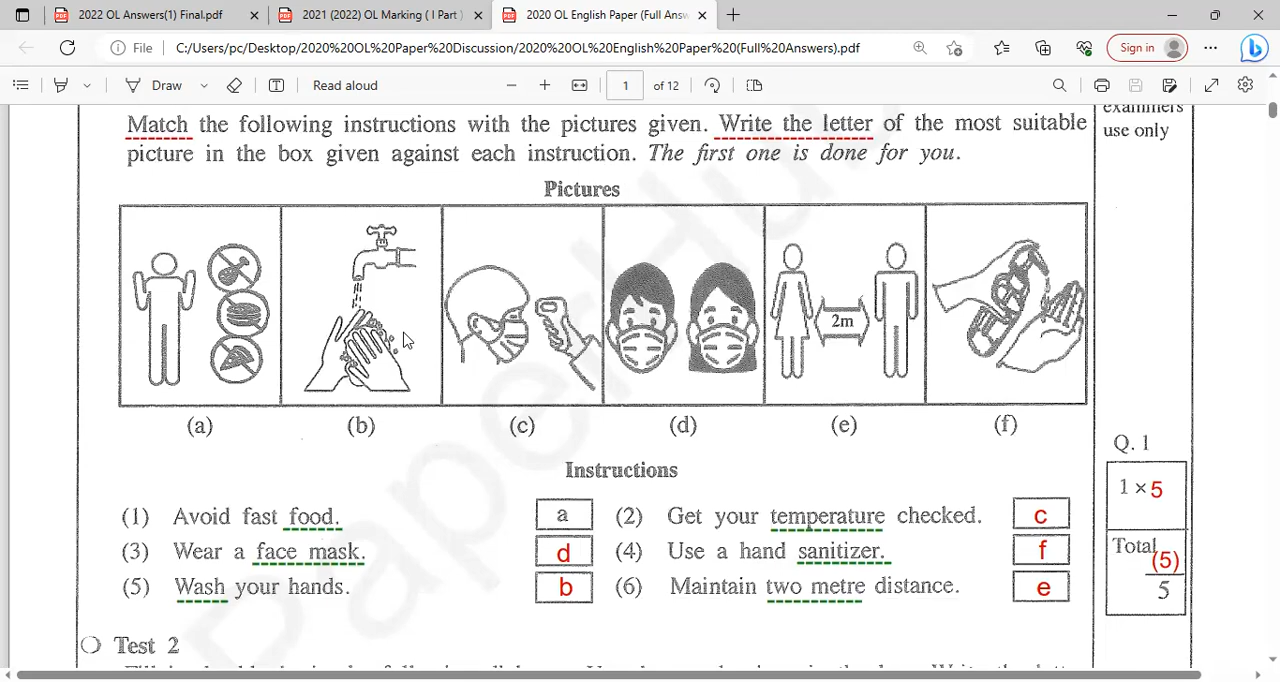 2022 OL Answers(1) Final.pdf
2021 (2022) OL Marking ( I Part )
2020 OL English Paper (Full Answ
File
C:/Users/pc/Desktop/2020%20OL%20Paper%20Discussion/2020%20OL%20English%20Paper%20(Full%20Answers).pdf
Sign in
Draw
Read aloud
1 of 12
examiners
use only
Match the following instructions with the pictures given. Write the letter of the most suitable
picture in the box given against each instruction. The first one is done for you.
Pictures
2m
(a) (b) (c) (d) (e) (f)
Instructions
Q. 1
(1) Avoid fast food. a (2) Get your temperature checked. c
1 × 5
(3) Wear a face mask. d (4) Use a hand sanitizer. f
Total (5)
(5) Wash your hands. b (6) Maintain two metre distance. e
5
Test 2